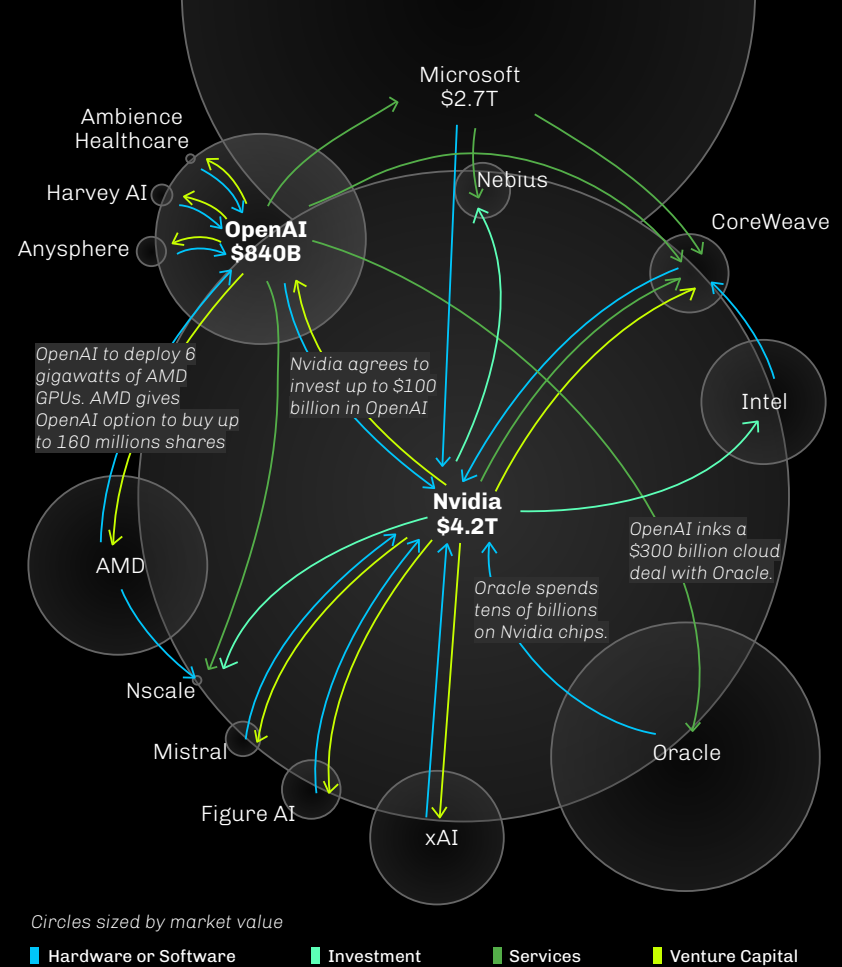 Microsoft
$2.7T
Ambience
Healthcare
Harvey AI
Nebius
CoreWeave
OpenAI
$840B
Anysphere
OpenAI to deploy 6
gigawatts of AMD
GPUs. AMD gives
OpenAI option to buy up
to 160 millions shares
Nvidia agrees to
invest up to $100
billion in OpenAI
Intel
Nvidia
$4.2T
OpenAI inks a
$300 billion cloud
deal with Oracle.
AMD
Oracle spends
tens of billions
on Nvidia chips.
Nscale
Mistral
Oracle
Figure AI
xAI
Circles sized by market value
Hardware or Software
Investment
Services
Venture Capital